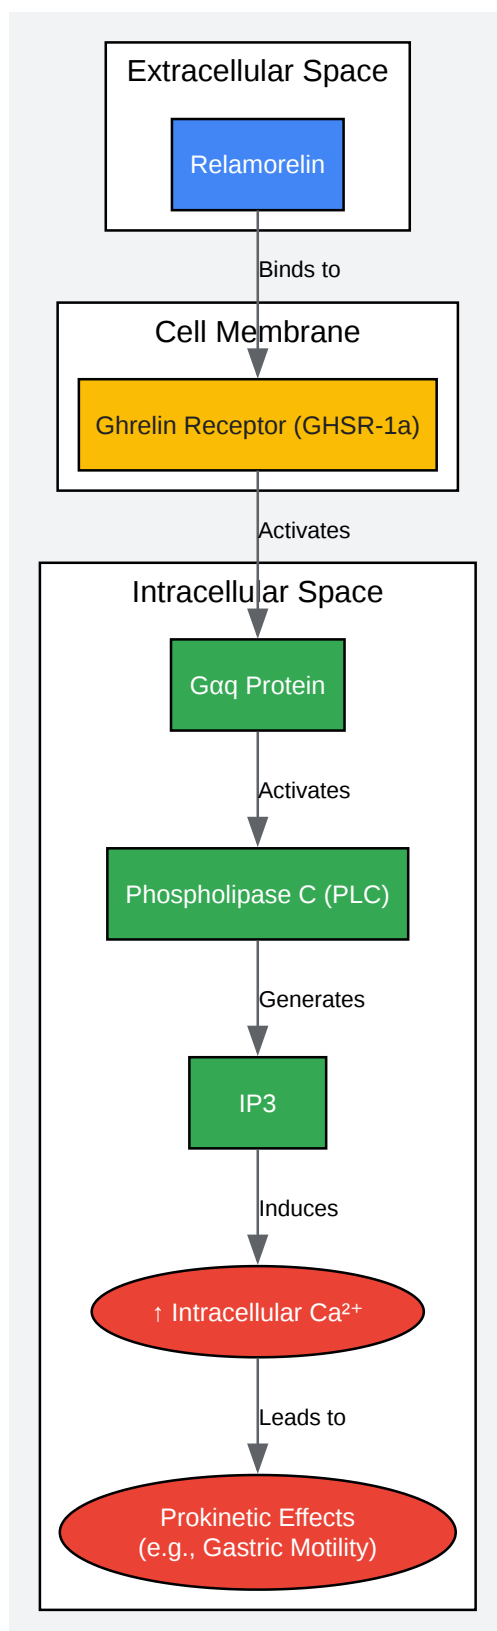 Extracellular Space
Relamorelin
Binds to
Cell Membrane
Ghrelin Receptor (GHSR-1a)
Activates
Intracellular Space
Gαq Protein
Activates
Phospholipase C (PLC)
Generates
IP3
Induces
↑ Intracellular Ca²⁺
Leads to
Prokinetic Effects
(e.g., Gastric Motility)